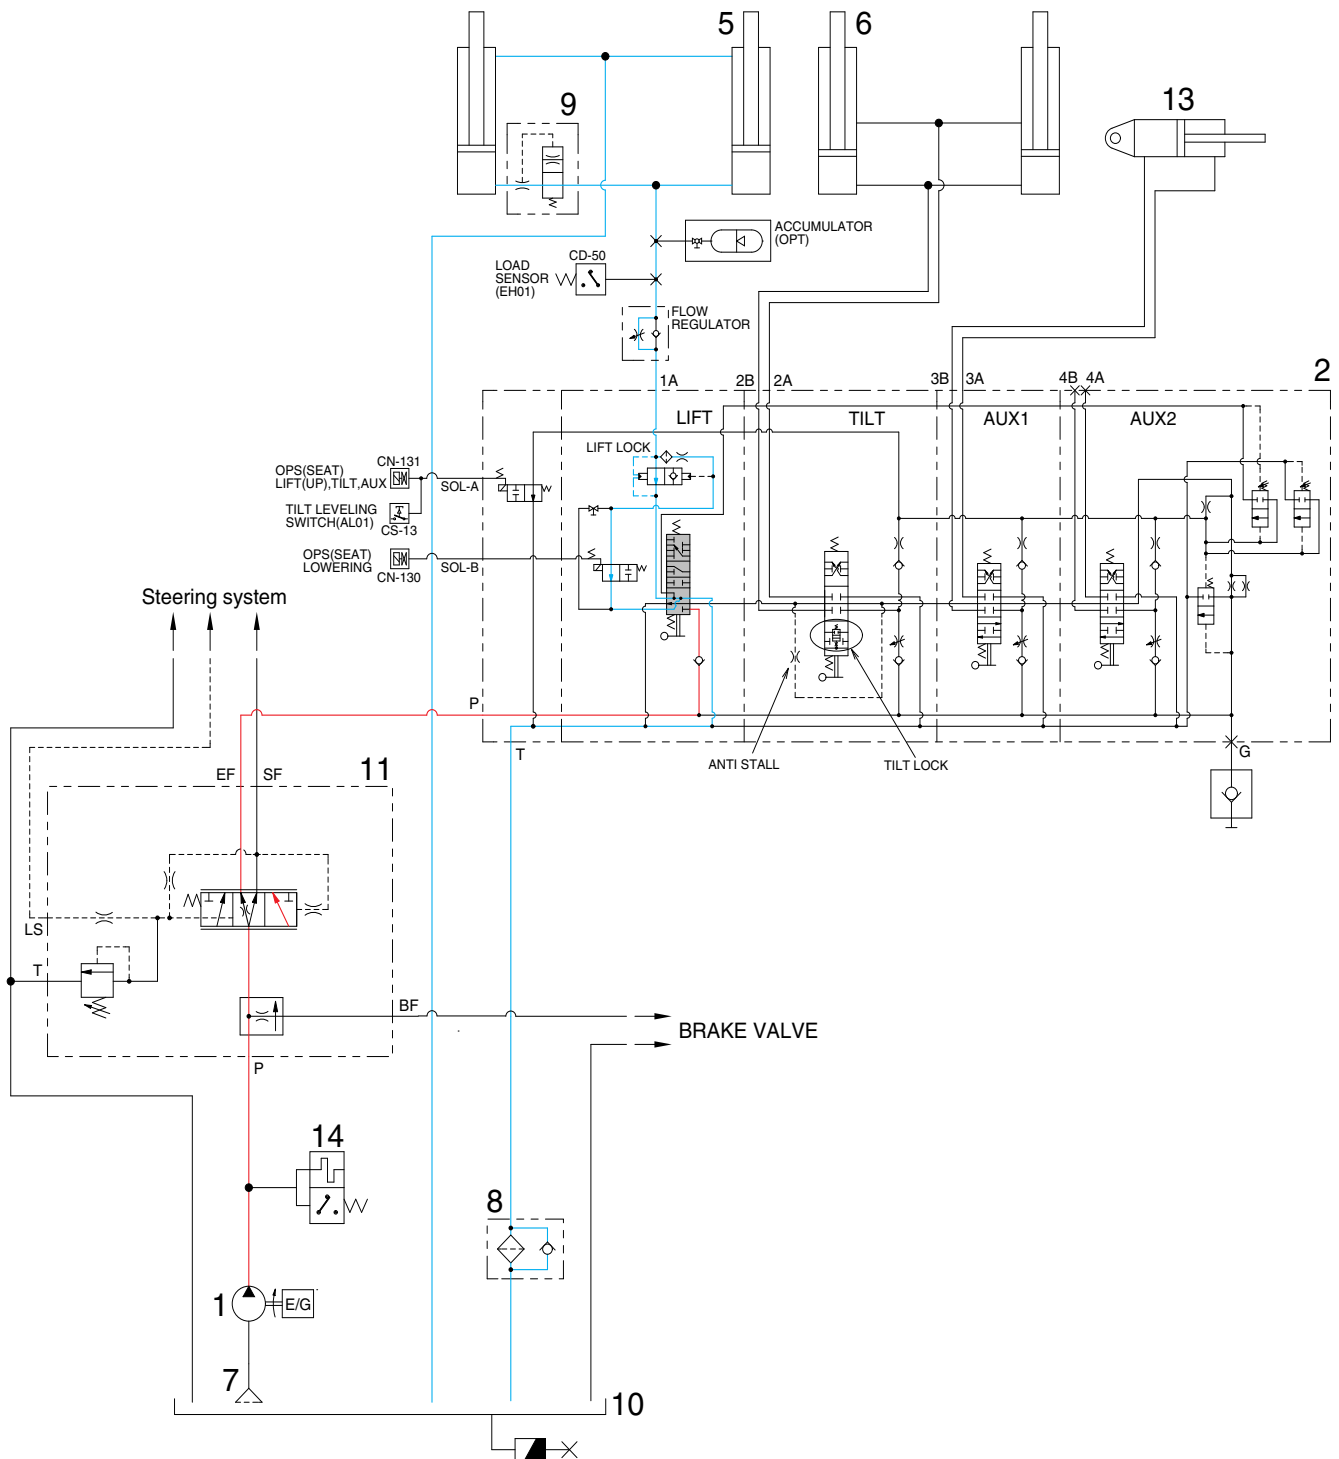 5
6
9
13
ACCUMULATOR
(OPT)
CD-50
LOAD
SENSOR
(EH01)
FLOW
REGULATOR
1A
2B
2A
3B
3A
4B
4A
2
LIFT
TILT
AUX1
AUX2
LIFT LOCK
OPS(SEAT)
LIFT(UP),TILT,AUX
CN-131
SOL-A
TILT LEVELING
SWITCH(AL01)
CS-13
OPS(SEAT)
LOWERING
CN-130
SOL-B
Steering system
P
T
ANTI STALL
TILT LOCK
G
EF
SF
11
LS
T
BF
BRAKE VALVE
P
14
8
1
E/G
7
10